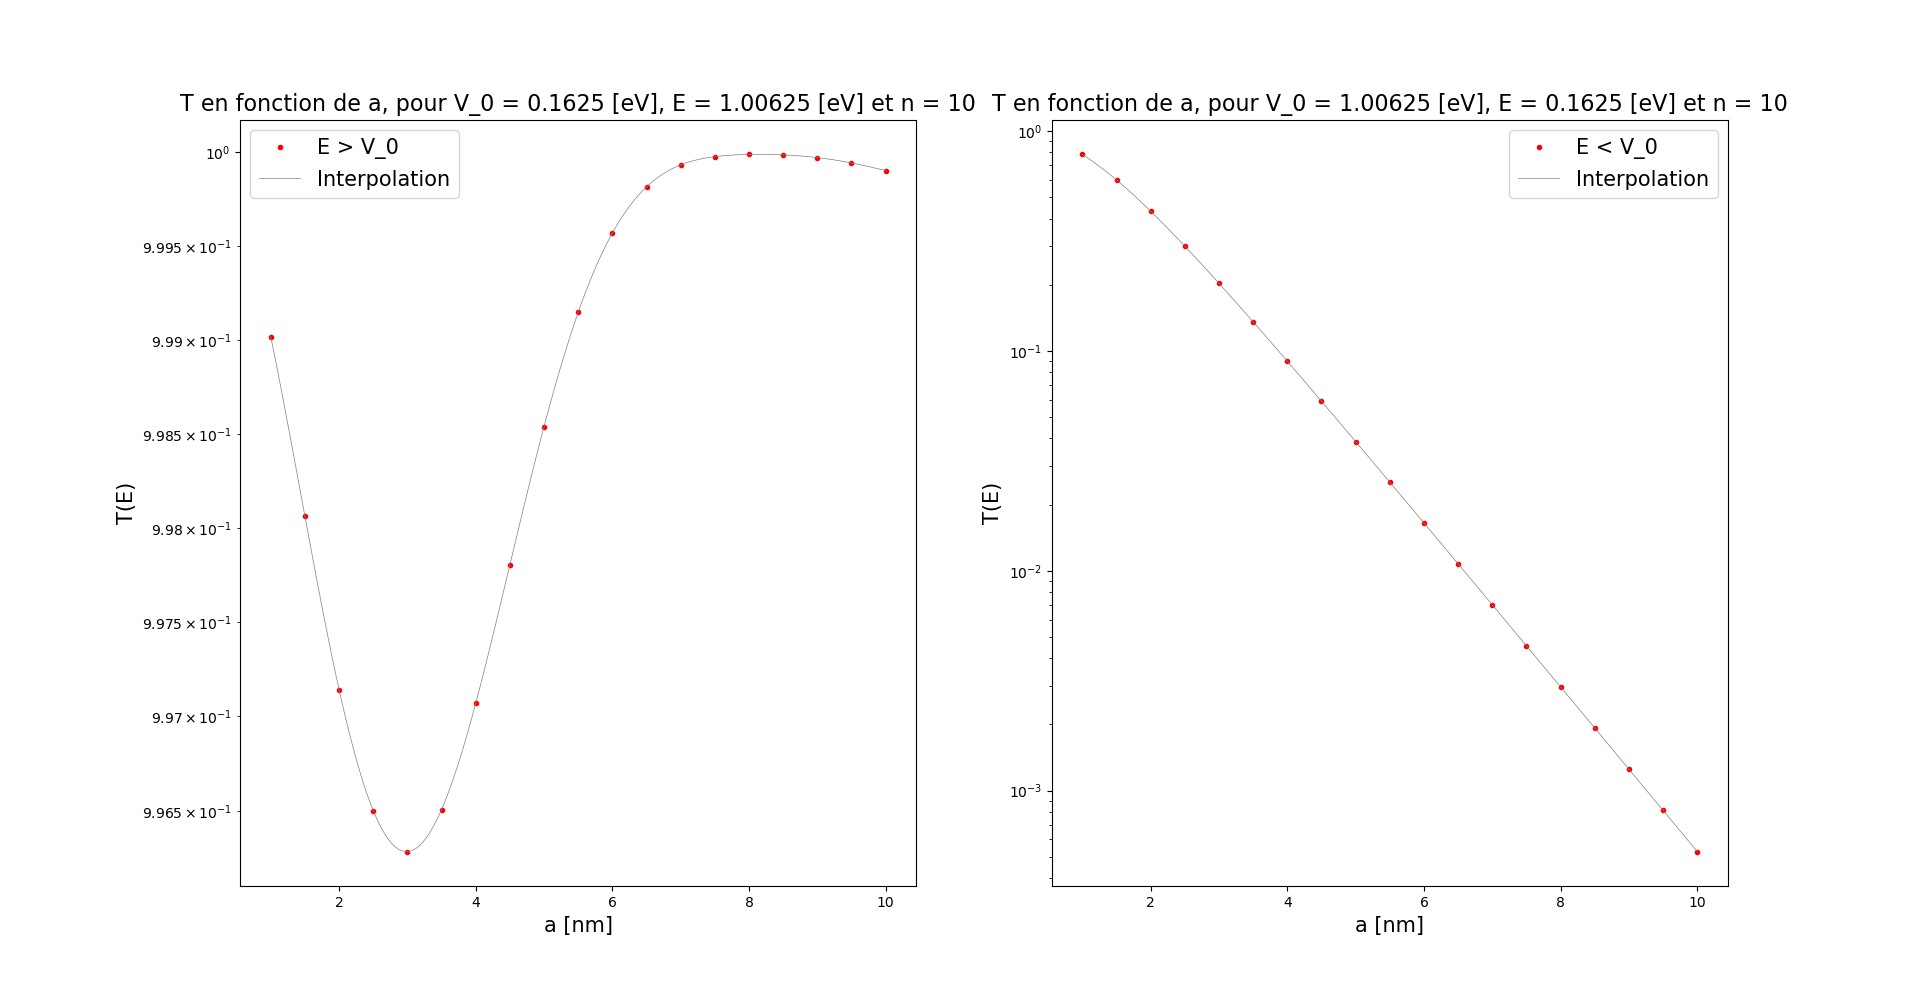 T en fonction de a, pour V_0 = 0.1625 [eV], E = 1.00625 [eV] et n = 10
E > V_0
Interpolation
10⁰
9.995 × 10⁻¹
9.99 × 10⁻¹
9.985 × 10⁻¹
9.98 × 10⁻¹
9.975 × 10⁻¹
9.97 × 10⁻¹
9.965 × 10⁻¹
T(E)
2 4 6 8 10
a [nm]
T en fonction de a, pour V_0 = 1.00625 [eV], E = 0.1625 [eV] et n = 10
E < V_0
Interpolation
10⁰
10⁻¹
10⁻²
10⁻³
T(E)
2 4 6 8 10
a [nm]